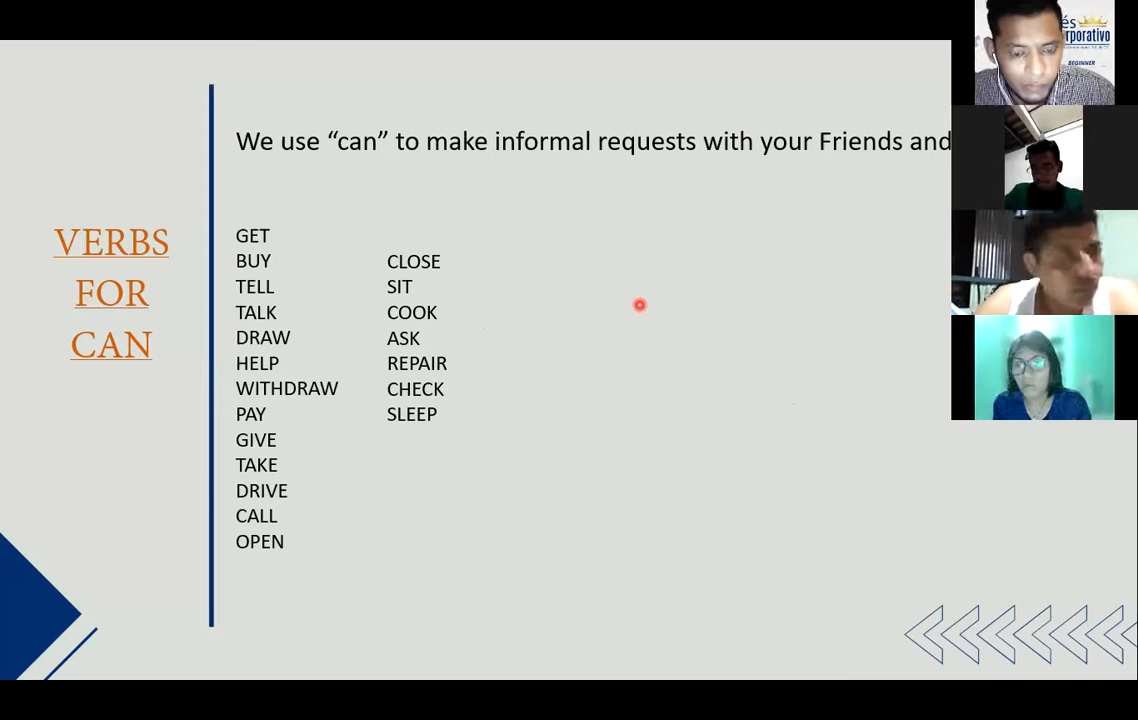 We use “can” to make informal requests with your Friends and
VERBS
FOR
CAN
GET
BUY
TELL
TALK
DRAW
HELP
WITHDRAW
PAY
GIVE
TAKE
DRIVE
CALL
OPEN
CLOSE
SIT
COOK
ASK
REPAIR
CHECK
SLEEP
és
rporativo
BEGINNER